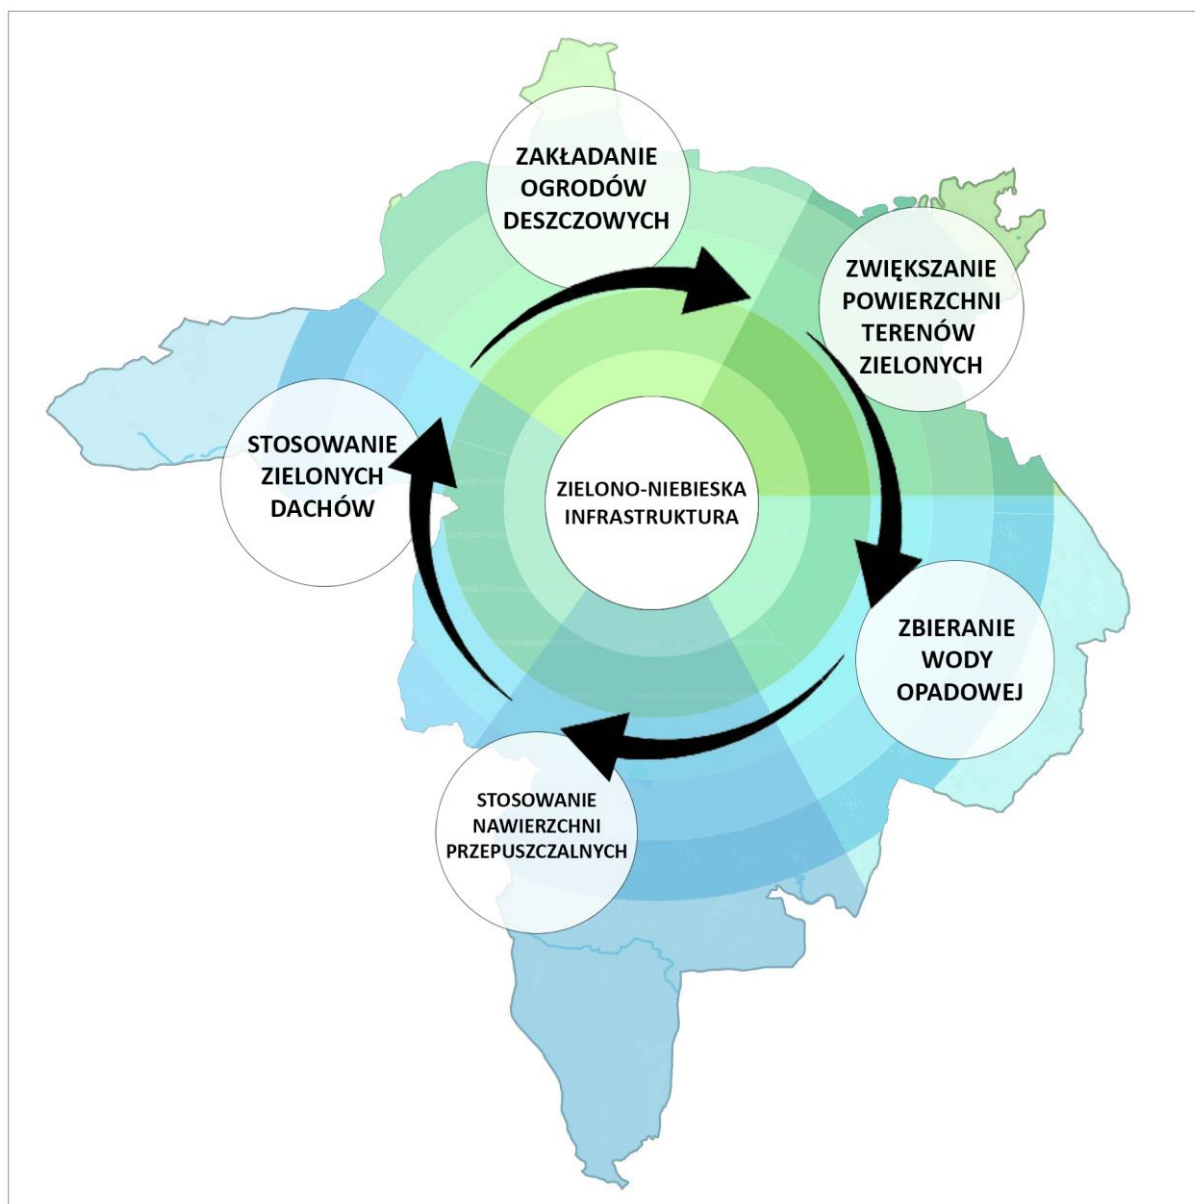 ZAKŁADANIE
OGRODÓW
DESZCZOWYCH
ZWIĘKSZANIE
POWIERZCHNI
TERENÓW
ZIELONYCH
STOSOWANIE
ZIELONYCH
DACHÓW
ZIELONO-NIEBIESKA
INFRASTRUKTURA
ZBIERANIE
WODY
OPADOWEJ
STOSOWANIE
NAWIERZCHNI
PRZEPUSZCZALNYCH